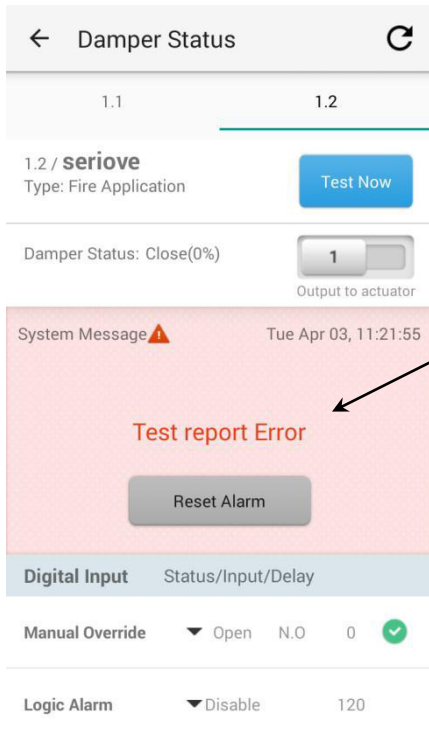 Damper Status
1.1 1.2
1.2 / seriove
Type: Fire Application
Test Now
Damper Status: Close(0%)
1
Output to actuator
System Message Tue Apr 03, 11:21:55
Test report Error
Reset Alarm
Digital Input Status/Input/Delay
Manual Override Open N.O 0
Logic Alarm Disable 120